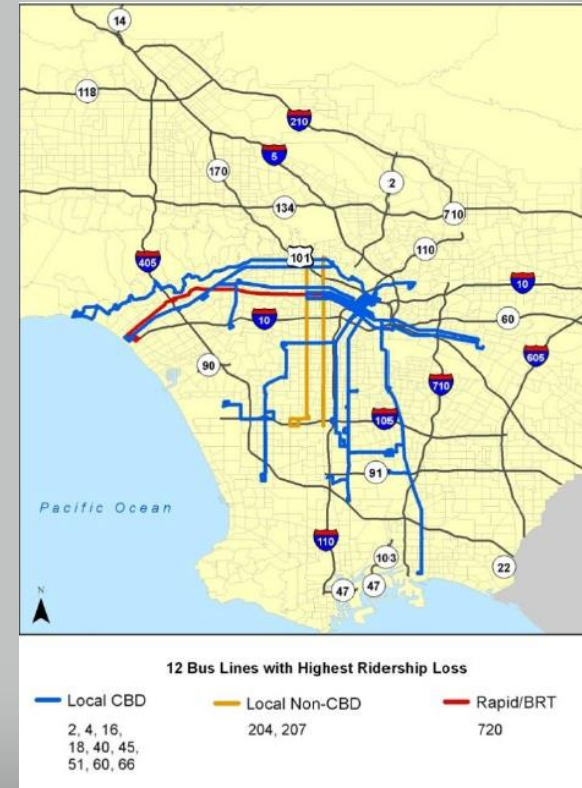 14
118
210
5
170
2
134
710
110
101
405
10
10
60
605
90
710
105
91
Pacific Ocean
110
103
22
47
47
N
12 Bus Lines with Highest Ridership Loss
Local CBD
2, 4, 16,
18, 40, 45,
51, 60, 66
Local Non-CBD
204, 207
Rapid/BRT
720